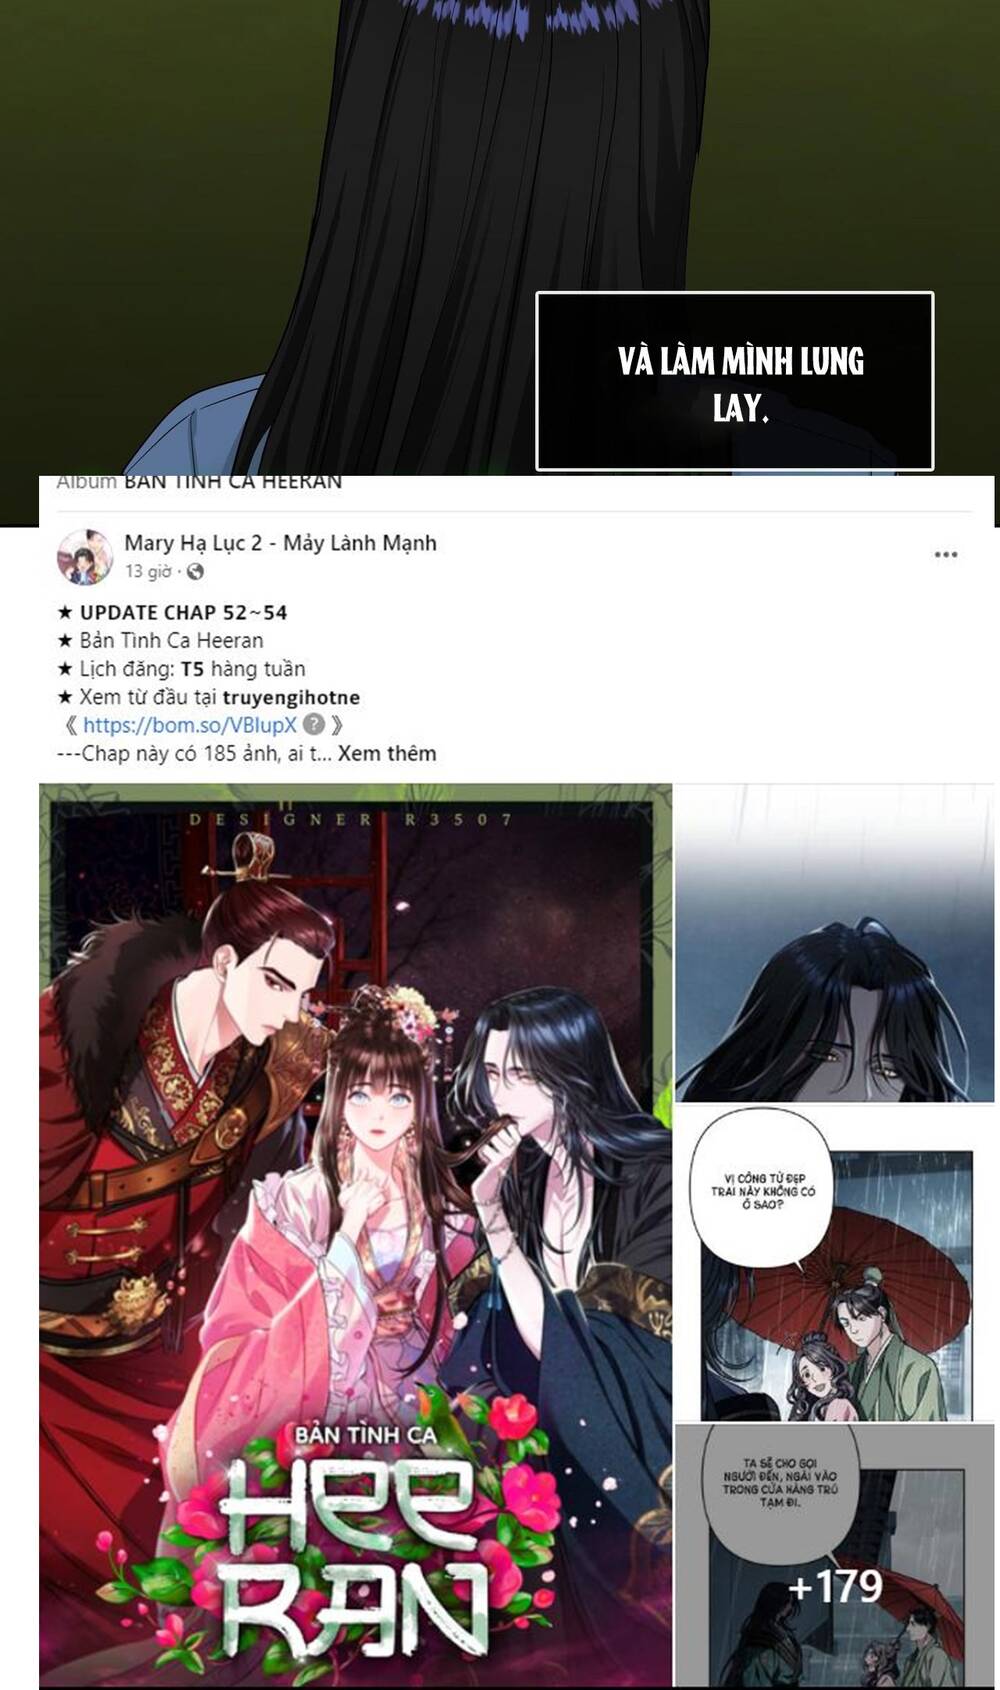 VÀ LÀM MÌNH LUNG
LAY.
Album BẢN TÌNH CA HEERAN
Mary Hạ Lục 2 - Mảy Lành Mạnh
13 giờ ·
★ UPDATE CHAP 52~54
★ Bản Tình Ca Heeran
★ Lịch đăng: T5 hàng tuần
★ Xem từ đầu tại truyengihotne
《 https://bom.so/VBlupX ? 》
---Chap này có 185 ảnh, ai t... Xem thêm
DESIGNER R3507
BẢN TÌNH CA
HEE
RAN
VỊ CÔNG TỬ ĐẸP
TRAI NÀY KHÔNG CÓ
Ô SAO?
TA SẼ CHO GỌI
NGƯỜI ĐẾN, NGÀI VÀO
TRONG CỬA HÀNG TRÚ
TẠM ĐI.
+179